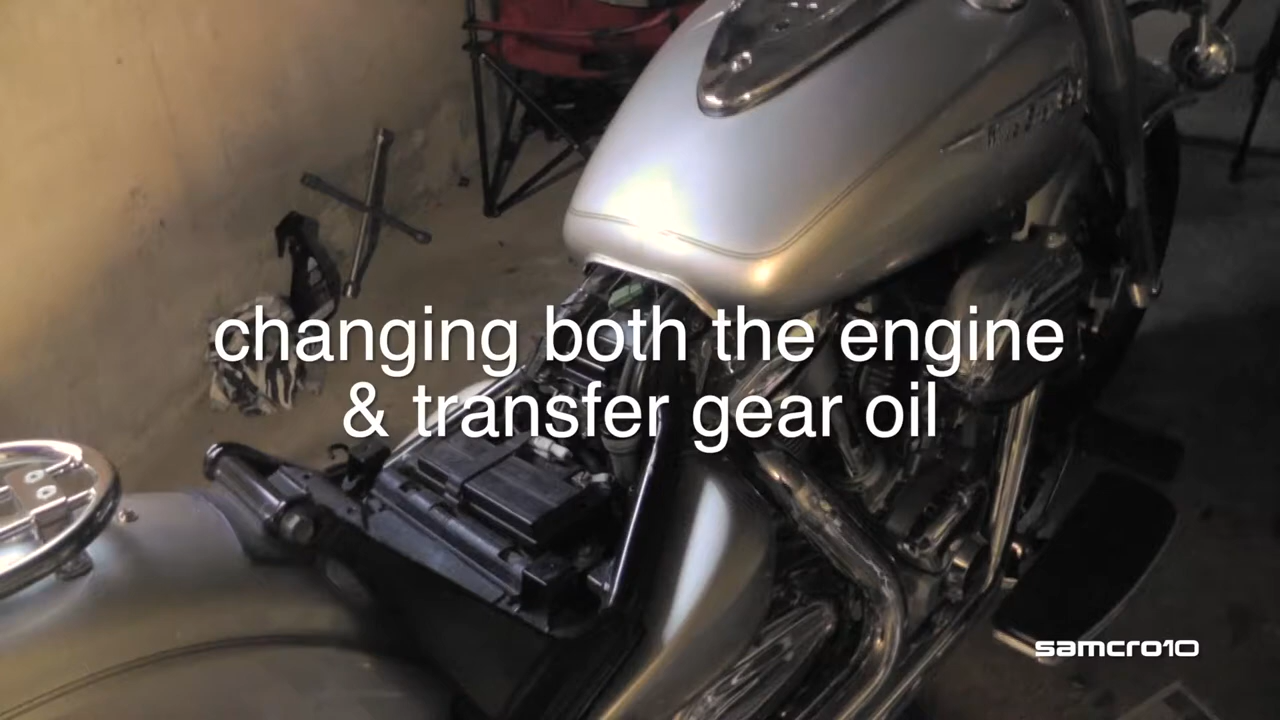 changing both the engine
& transfer gear oil
samcro10